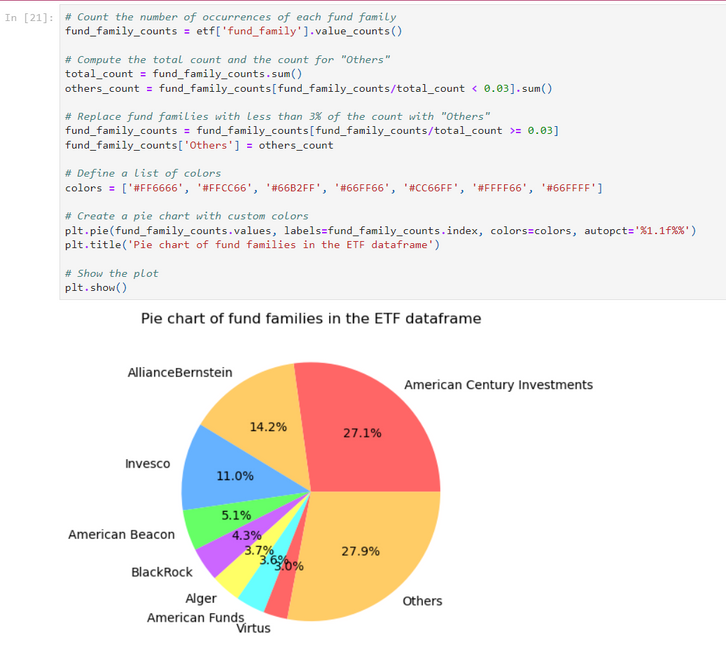 In [21]:
# Count the number of occurrences of each fund family
fund_family_counts = etf['fund_family'].value_counts()
# Compute the total count and the count for "Others"
total_count = fund_family_counts.sum()
others_count = fund_family_counts[fund_family_counts/total_count < 0.03].sum()
# Replace fund families with less than 3% of the count with "Others"
fund_family_counts = fund_family_counts[fund_family_counts/total_count >= 0.03]
fund_family_counts['Others'] = others_count
# Define a list of colors
colors = ['#FF6666', '#FFCC66', '#66B2FF', '#66FF66', '#CC66FF', '#FFFF66', '#66FFFF']
# Create a pie chart with custom colors
plt.pie(fund_family_counts.values, labels=fund_family_counts.index, colors=colors, autopct='%1.1f%%')
plt.title('Pie chart of fund families in the ETF dataframe')
# Show the plot
plt.show()
Pie chart of fund families in the ETF dataframe
AllianceBernstein
American Century Investments
14.2%
27.1%
Invesco
11.0%
5.1%
American Beacon
4.3%
3.7%
3.6%
3.0%
27.9%
BlackRock
Alger
Others
American Funds
Virtus